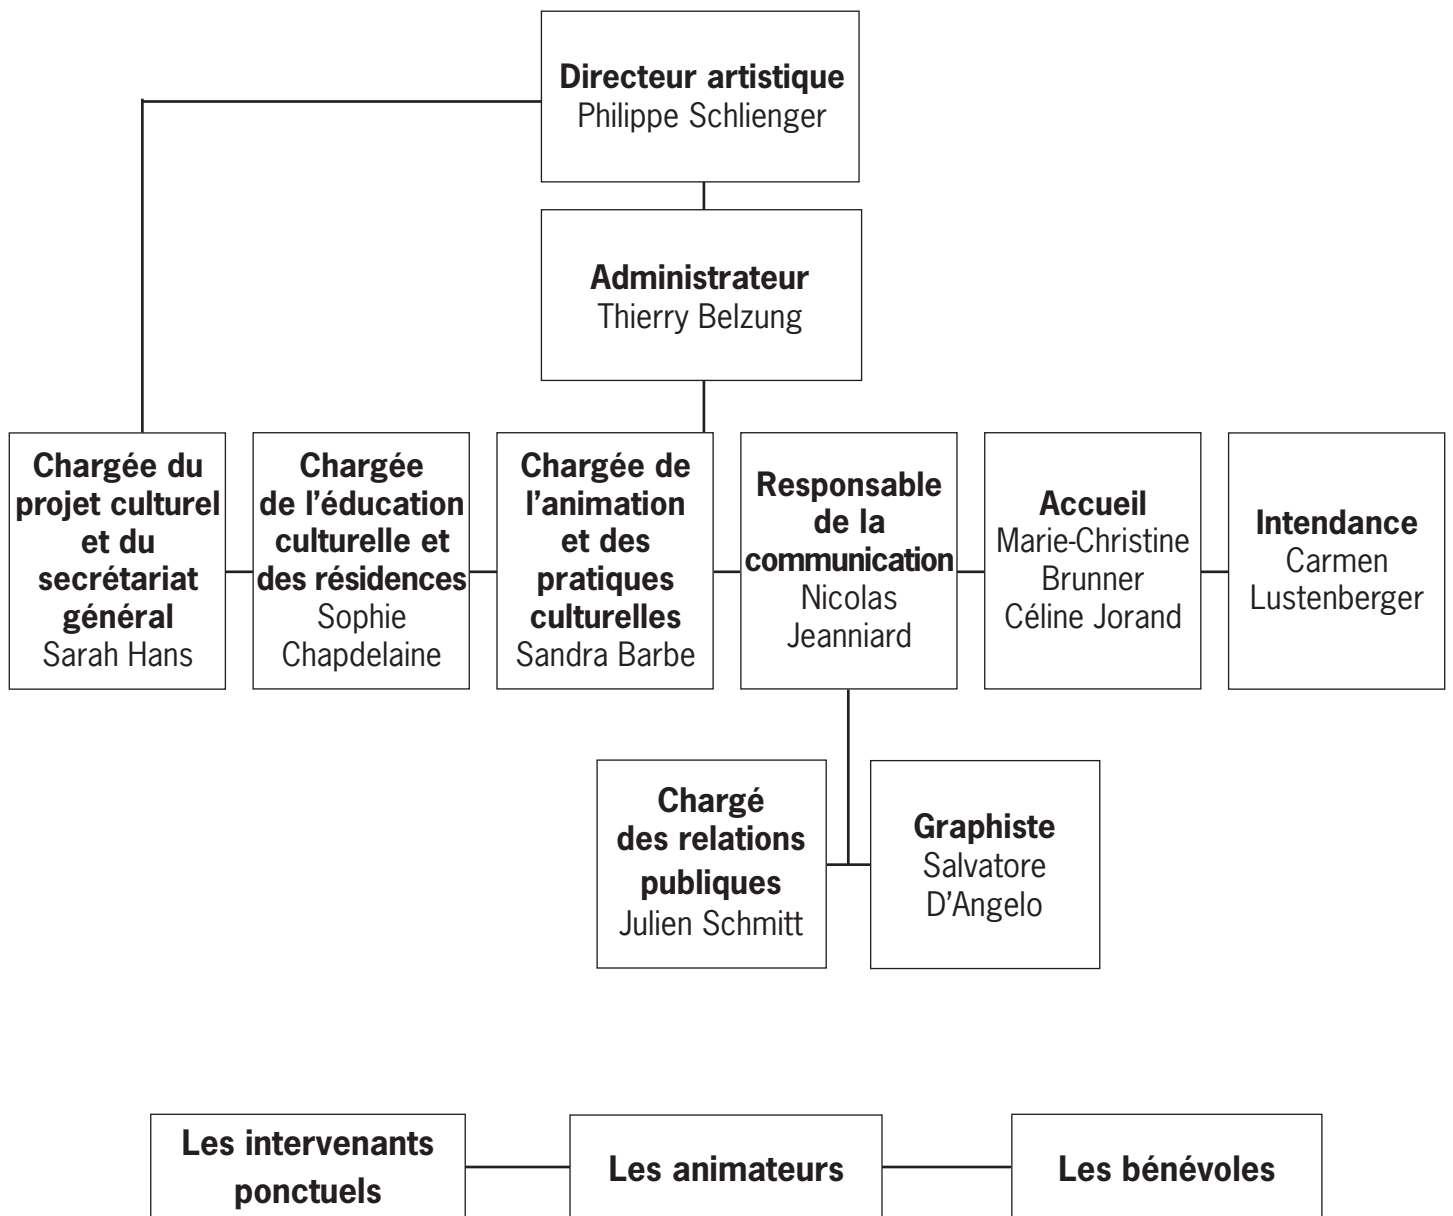 Directeur artistique
Philippe Schlienger
Administrateur
Thierry Belzung
Chargée du
projet culturel
et du
secrétariat
général
Sarah Hans
Chargée
de l’éducation
culturelle et
des résidences
Sophie
Chapdelaine
Chargée de
l’animation
et des
pratiques
culturelles
Sandra Barbe
Responsable
de la
communication
Nicolas
Jeanniard
Accueil
Marie-Christine
Brunner
Céline Jorand
Intendance
Carmen
Lustenberger
Chargé
des relations
publiques
Julien Schmitt
Graphiste
Salvatore
D’Angelo
Les intervenants
ponctuels
Les animateurs
Les bénévoles